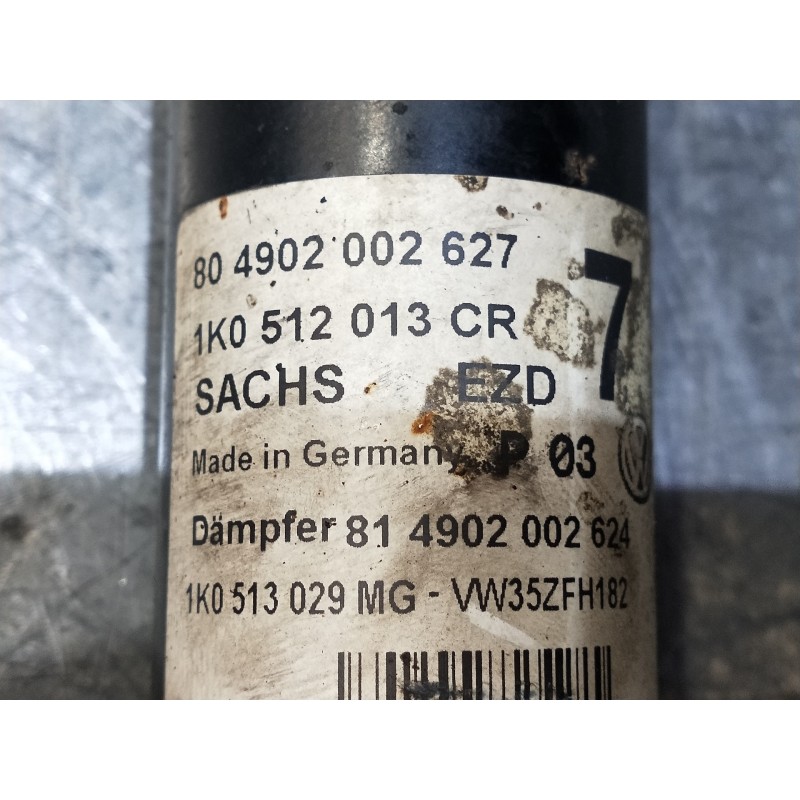 80 4902 002 627
1K0 512 013 CR
7
SACHS EZD
Made in Germany P 03
Dämpfer 81 4902 002 624
1K0 513 029 MG - VW35ZFH182